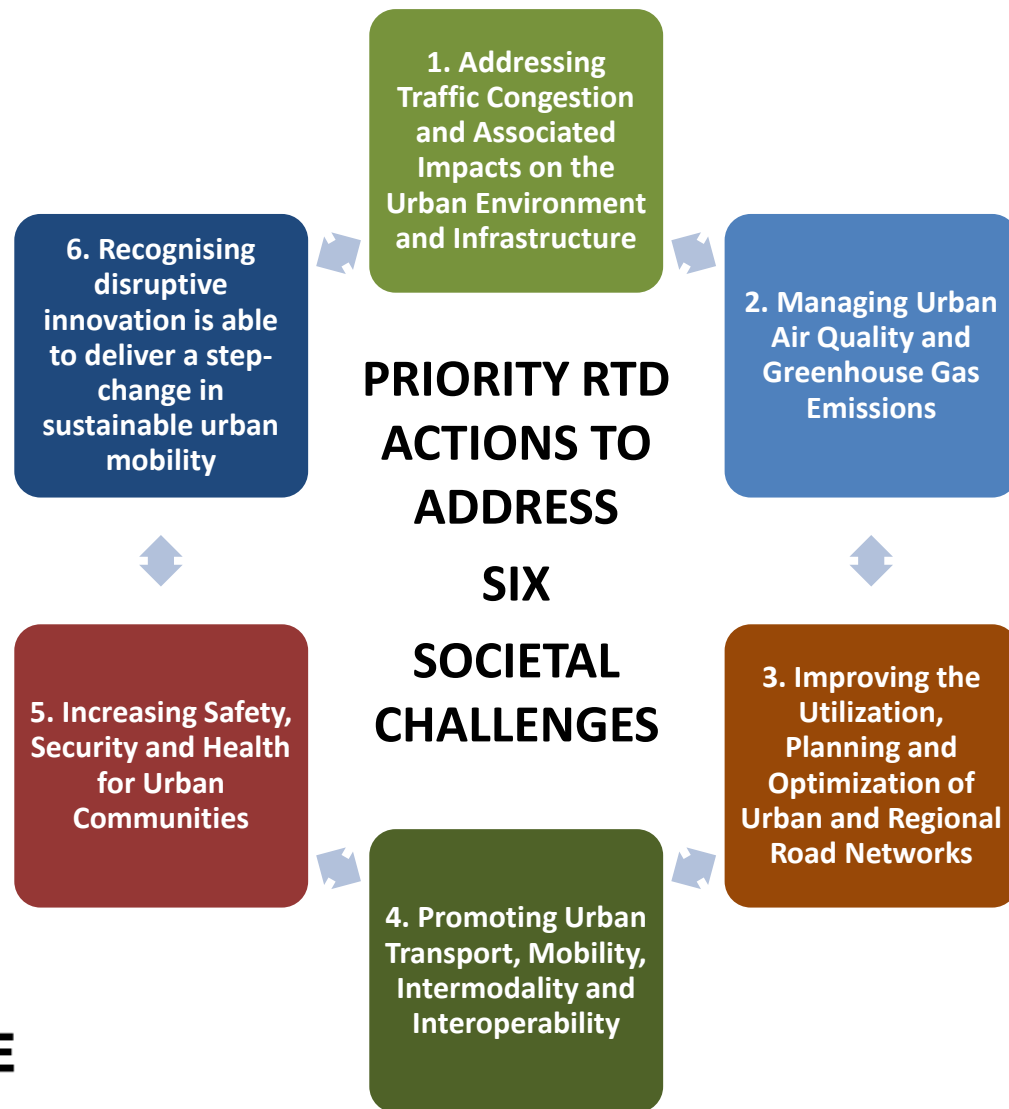 1. Addressing
Traffic Congestion
and Associated
Impacts on the
Urban Environment
and Infrastructure
2. Managing Urban
Air Quality and
Greenhouse Gas
Emissions
3. Improving the
Utilization,
Planning and
Optimization of
Urban and Regional
Road Networks
4. Promoting Urban
Transport, Mobility,
Intermodality and
Interoperability
5. Increasing Safety,
Security and Health
for Urban
Communities
6. Recognising
disruptive
innovation is able
to deliver a step-
change in
sustainable urban
mobility
PRIORITY RTD
ACTIONS TO
ADDRESS
SIX
SOCIETAL
CHALLENGES
E